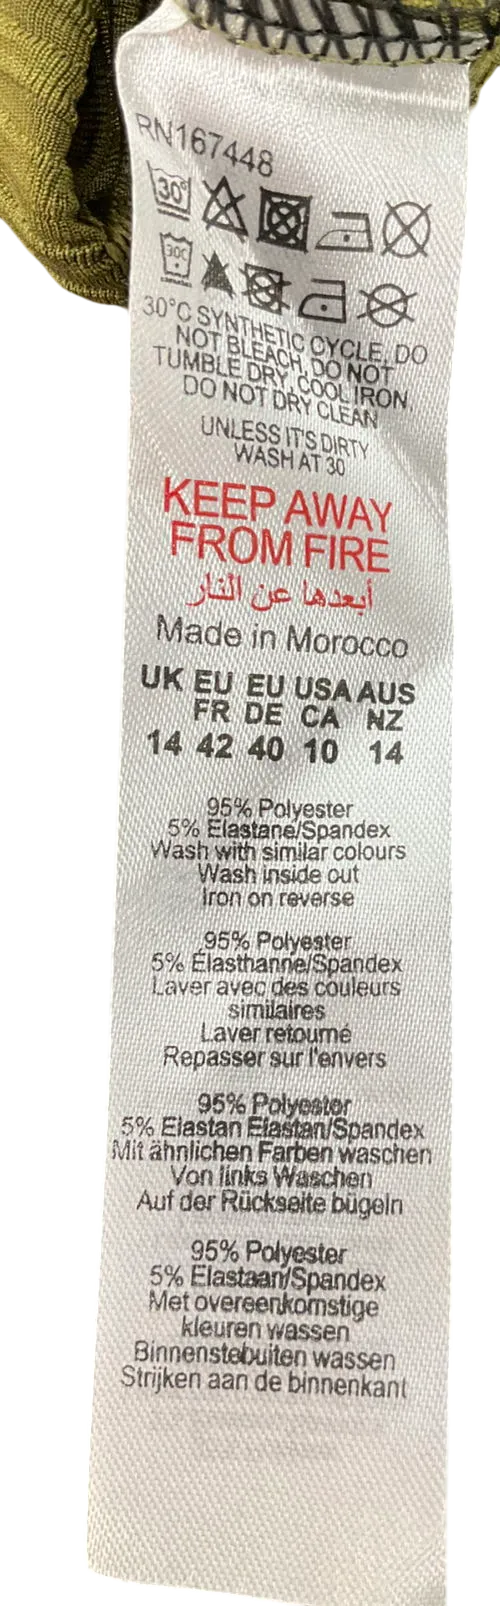 RN167448
30°
30C
30°C SYNTHETIC CYCLE, DO
NOT BLEACH, DO NOT
TUMBLE DRY, COOL IRON,
DO NOT DRY CLEAN
UNLESS IT'S DIRTY
WASH AT 30
KEEP AWAY
FROM FIRE
أبعدها عن النار
Made in Morocco
UK EU EU USA AUS
FR DE CA NZ
14 42 40 10 14
95% Polyester
5% Elastane/Spandex
Wash with similar colours
Wash inside out
Iron on reverse
95% Polyester
5% Élasthanne/Spandex
Laver avec des couleurs
similaires
Laver retourné
Repasser sur l'envers
95% Polyester
5% Elastan Elastan/Spandex
Mit ähnlichen Farben waschen
Von links Waschen
Auf der Rückseite bügeln
95% Polyester
5% Elastaan/Spandex
Met overeenkomstige
kleuren wassen
Binnenstebuiten wassen
Strijken aan de binnenkant